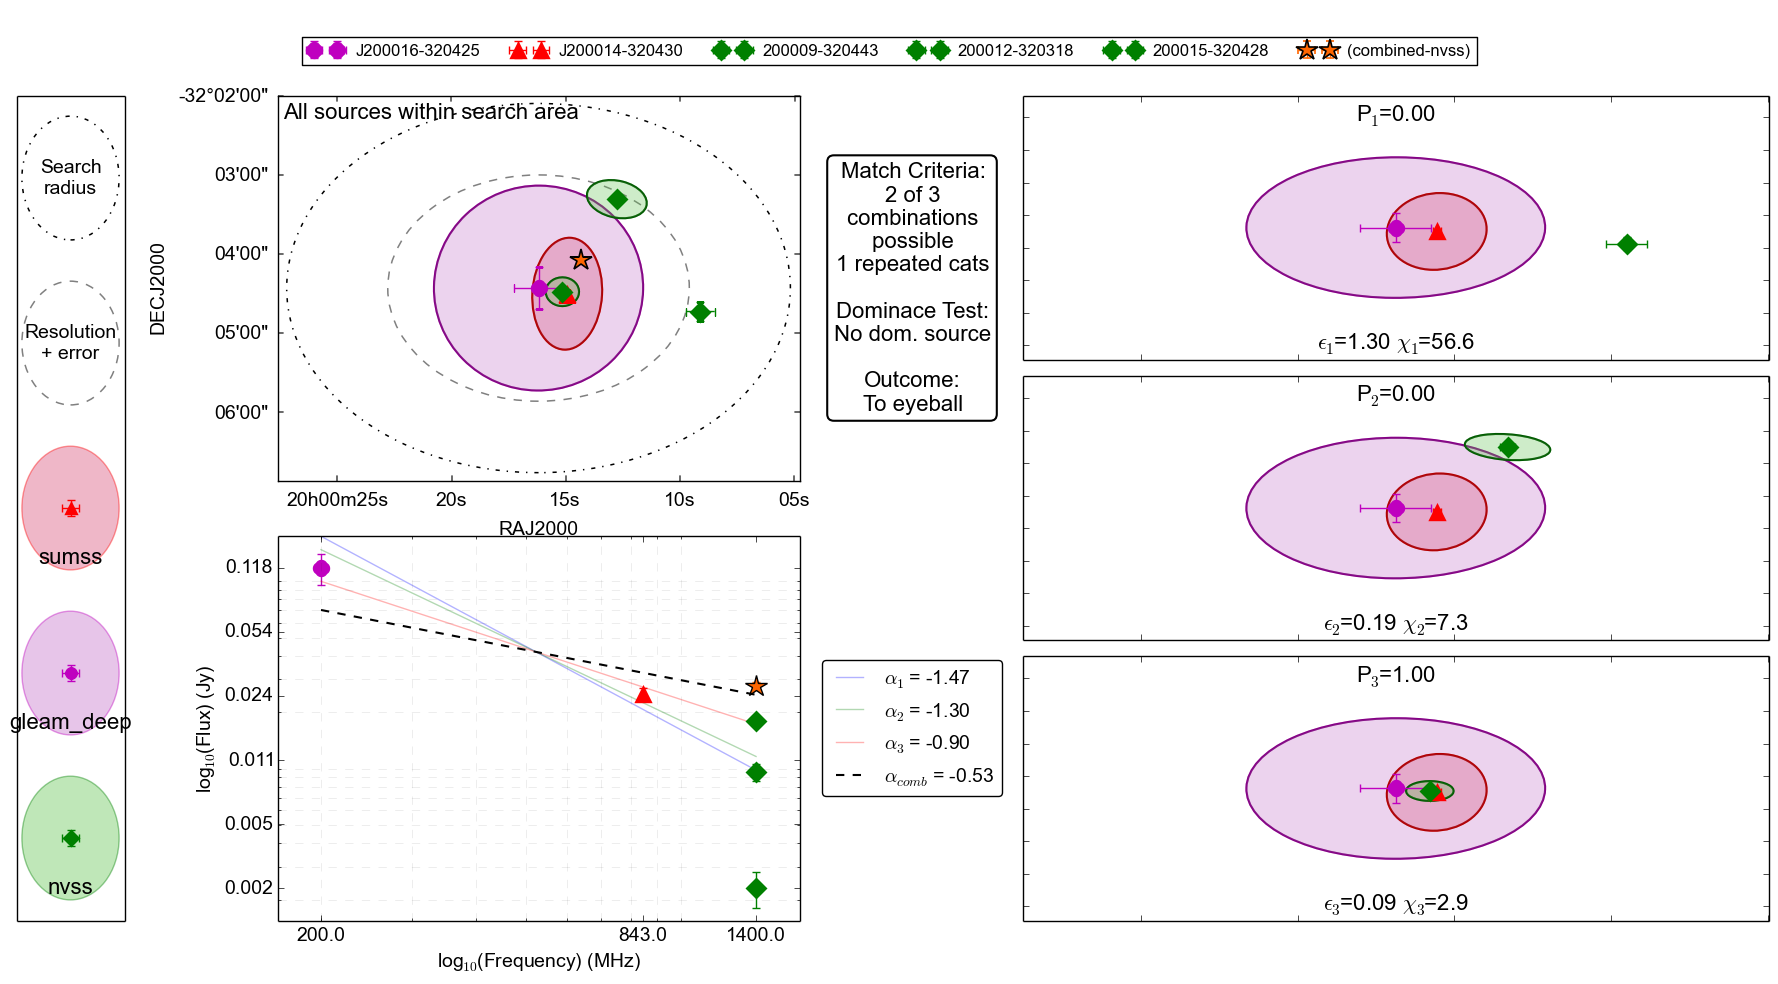 J200016-320425 J200014-320430 200009-320443 200012-320318 200015-320428 (combined-nvss)
Search
radius
Resolution
+ error
sumss
gleam_deep
nvss
All sources within search area
DECJ2000
-32°02'00"
03'00"
04'00"
05'00"
06'00"
20h00m25s 20s 15s 10s 05s
RAJ2000
Match Criteria:
2 of 3
combinations
possible
1 repeated cats
Dominace Test:
No dom. source
Outcome:
To eyeball
log₁₀(Flux) (Jy)
0.118
0.054
0.024
0.011
0.005
0.002
200.0 843.0 1400.0
log₁₀(Frequency) (MHz)
α₁ = -1.47
α₂ = -1.30
α₃ = -0.90
α_comb = -0.53
P₁=0.00
ϵ₁=1.30 χ₁=56.6
P₂=0.00
ϵ₂=0.19 χ₂=7.3
P₃=1.00
ϵ₃=0.09 χ₃=2.9